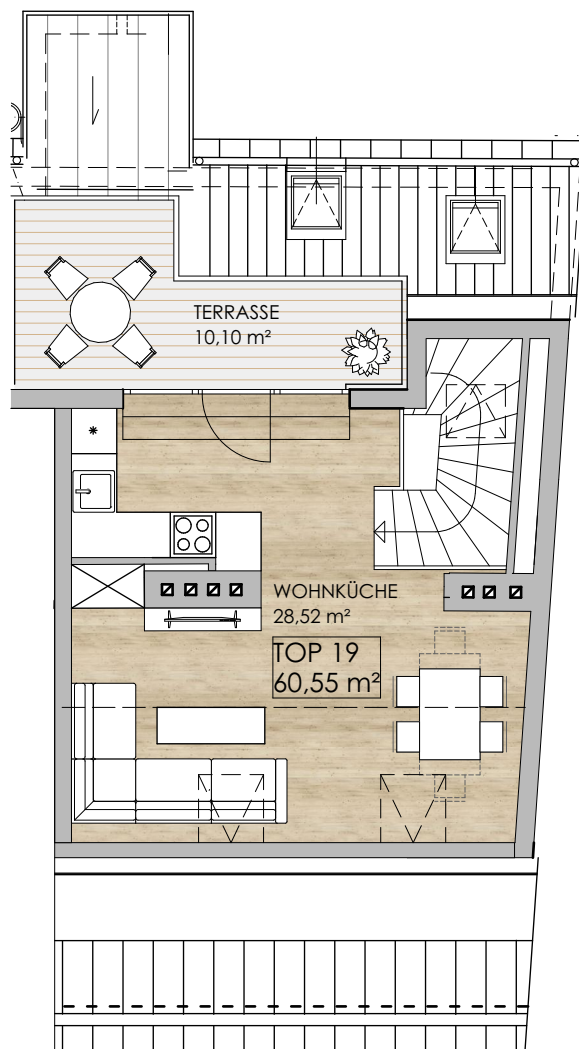 TERRASSE
10,10 m²
WOHNKÜCHE
28,52 m²
TOP 19
60,55 m²